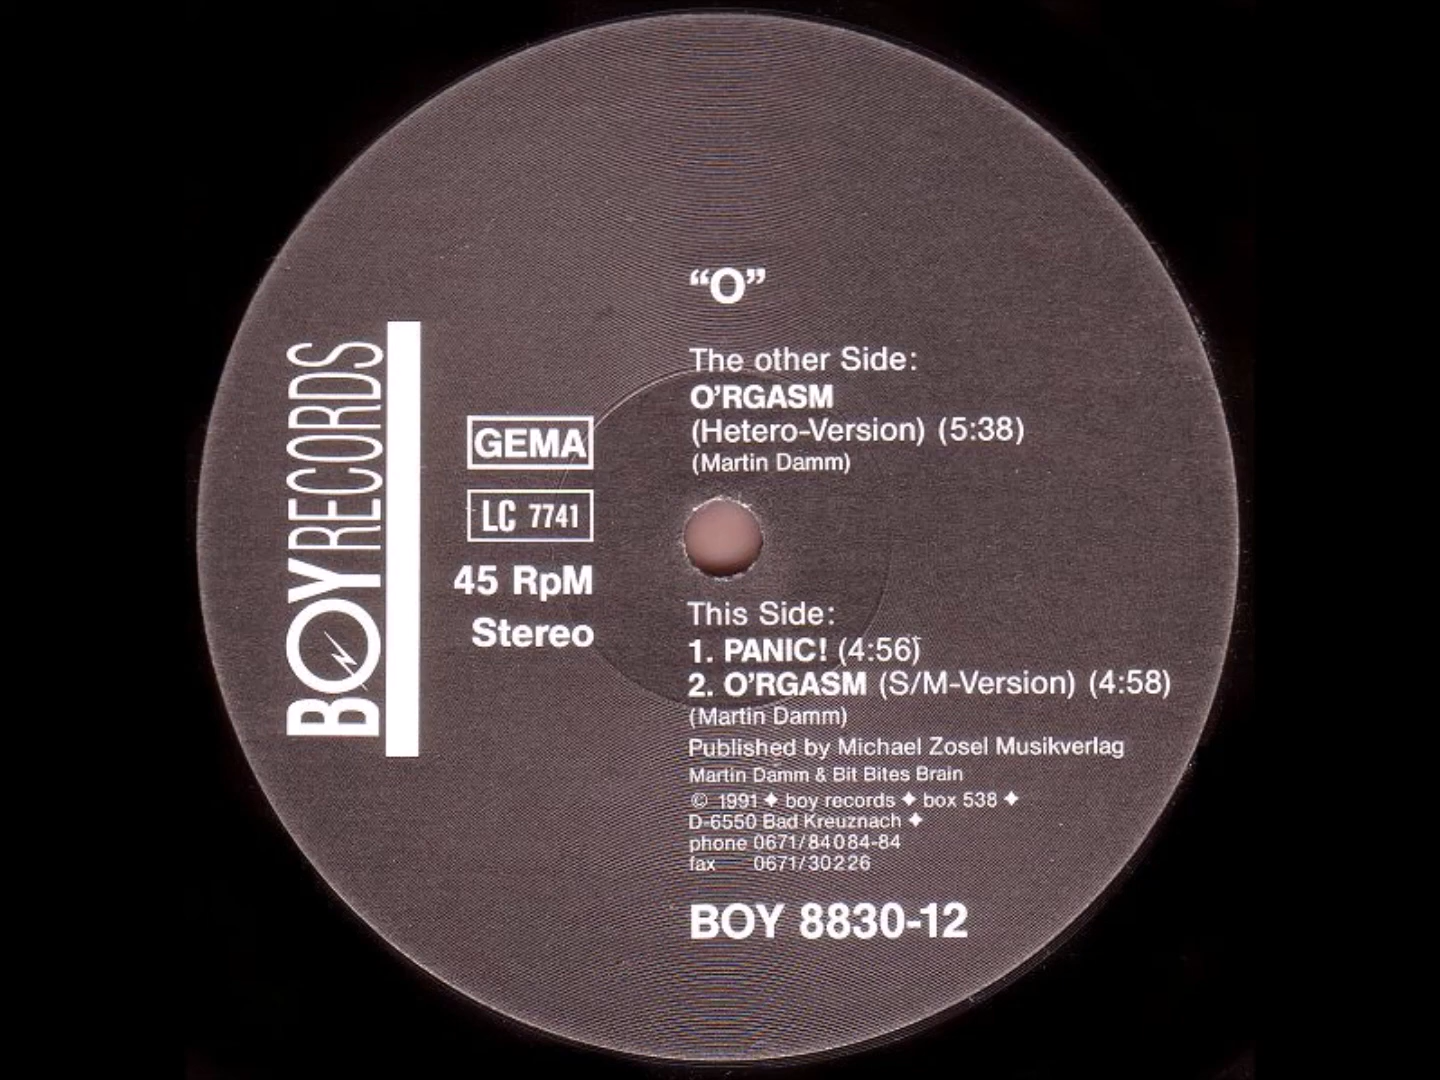 “O”
The other Side:
O’RGASM
(Hetero-Version) (5:38)
(Martin Damm)
BOY RECORDS
GEMA
LC 7741
45 RpM
Stereo
This Side:
1. PANIC! (4:56)
2. O’RGASM (S/M-Version) (4:58)
(Martin Damm)
Published by Michael Zosel Musikverlag
Martin Damm & Bit Bites Brain
© 1991 ✦ boy records ✦ box 538 ✦
D-6550 Bad Kreuznach ✦
phone 0671/84084-84
fax 0671/30226
BOY 8830-12